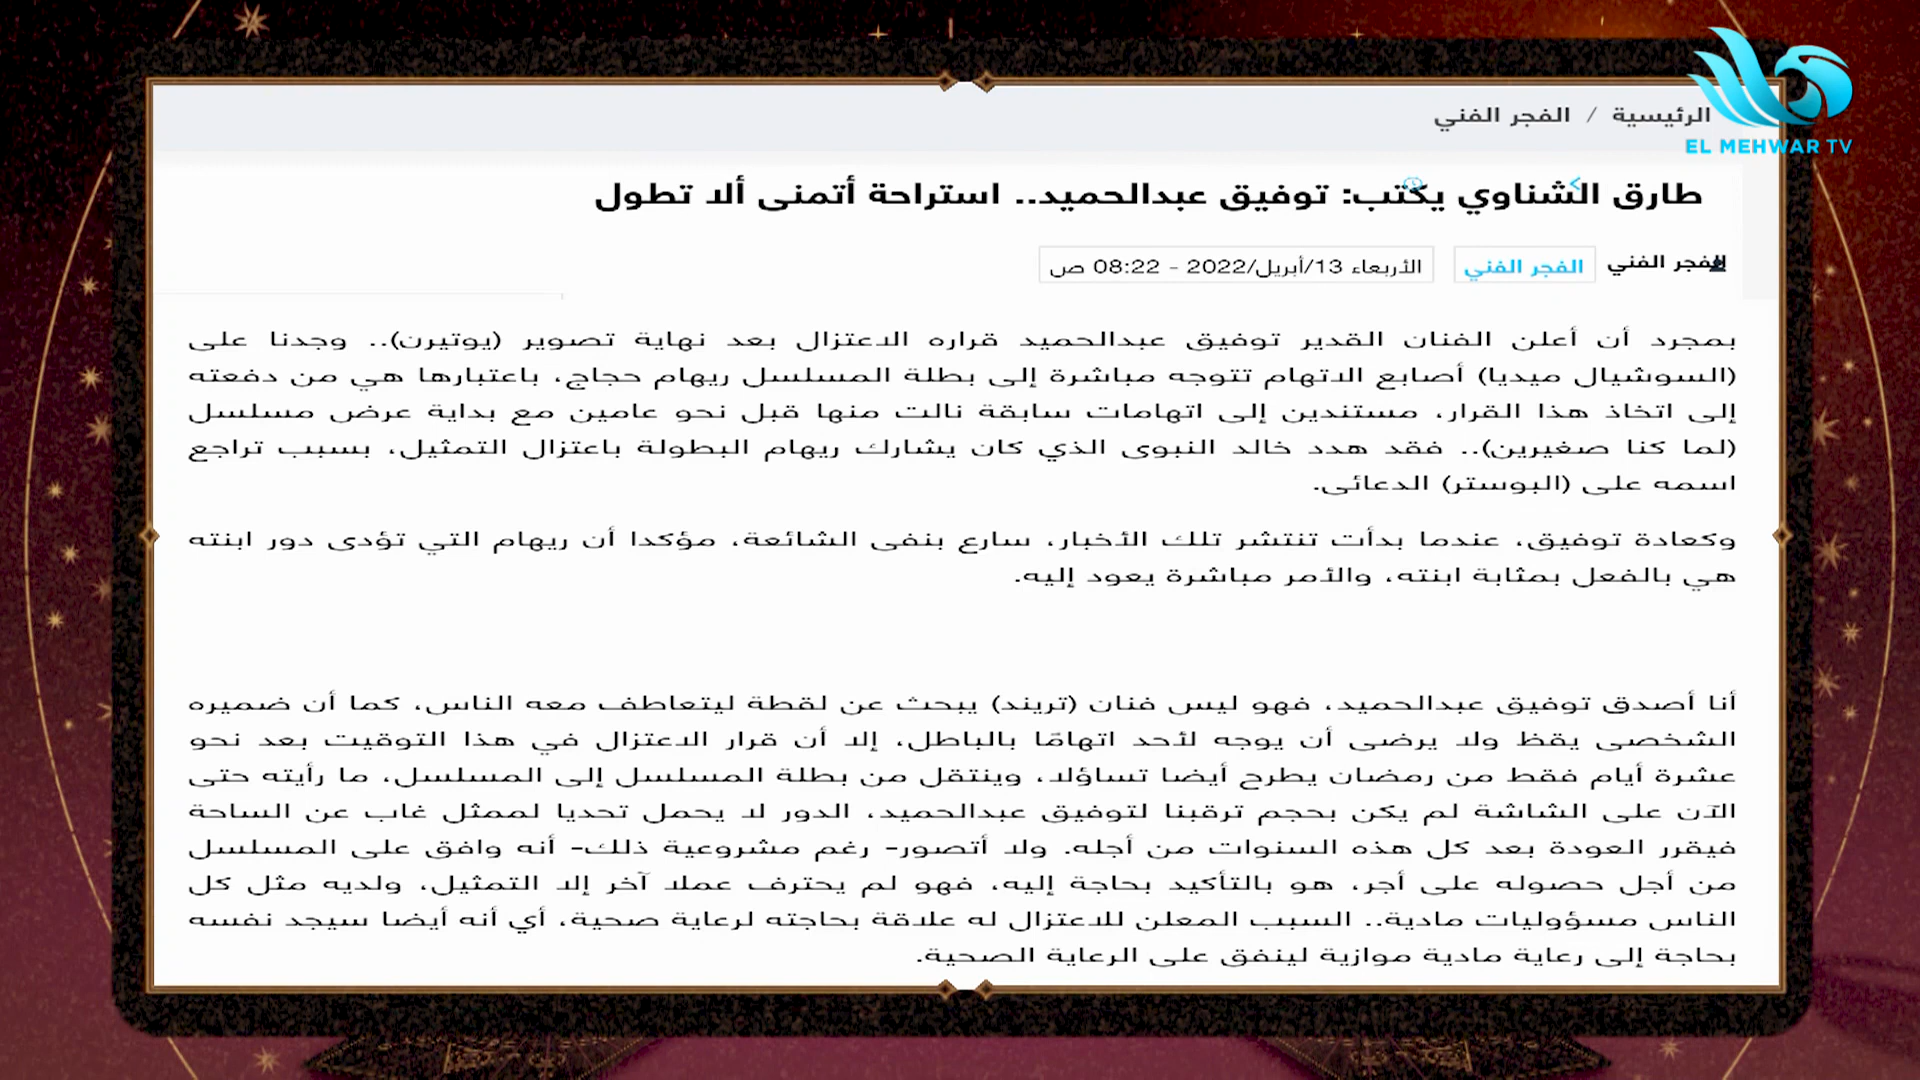 EL MEHWAR TV
الرئيسية / الفجر الفني
طارق الشناوي يكتب: توفيق عبدالحميد.. استراحة أتمنى ألا تطول
الفجر الفني
الفجر الفني
الأربعاء 13/أبريل/2022 - 08:22 ص
بمجرد أن أعلن الفنان القدير توفيق عبدالحميد قراره الاعتزال بعد نهاية تصوير (يوتيرن).. وجدنا على
(السوشيال ميديا) أصابع الاتهام تتوجه مباشرة إلى بطلة المسلسل ريهام حجاج، باعتبارها هي من دفعته
إلى اتخاذ هذا القرار، مستندين إلى اتهامات سابقة نالت منها قبل نحو عامين مع بداية عرض مسلسل
(لما كنا صغيرين).. فقد هدد خالد النبوى الذي كان يشارك ريهام البطولة باعتزال التمثيل، بسبب تراجع
اسمه على (البوستر) الدعائى.
وكعادة توفيق، عندما بدأت تنتشر تلك الأخبار، سارع بنفى الشائعة، مؤكدا أن ريهام التي تؤدى دور ابنته
هي بالفعل بمثابة ابنته، والأمر مباشرة يعود إليه.
أنا أصدق توفيق عبدالحميد، فهو ليس فنان (تريند) يبحث عن لقطة ليتعاطف معه الناس، كما أن ضميره
الشخصى يقظ ولا يرضى أن يوجه لأحد اتهامًا بالباطل، إلا أن قرار الاعتزال في هذا التوقيت بعد نحو
عشرة أيام فقط من رمضان يطرح أيضا تساؤلا، وينتقل من بطلة المسلسل إلى المسلسل، ما رأيته حتى
الآن على الشاشة لم يكن بحجم ترقبنا لتوفيق عبدالحميد، الدور لا يحمل تحديا لممثل غاب عن الساحة
فيقرر العودة بعد كل هذه السنوات من أجله. ولا أتصور- رغم مشروعية ذلك- أنه وافق على المسلسل
من أجل حصوله على أجر، هو بالتأكيد بحاجة إليه، فهو لم يحترف عملا آخر إلا التمثيل، ولديه مثل كل
الناس مسؤوليات مادية.. السبب المعلن للاعتزال له علاقة بحاجته لرعاية صحية، أي أنه أيضا سيجد نفسه
بحاجة إلى رعاية مادية موازية لينفق على الرعاية الصحية.